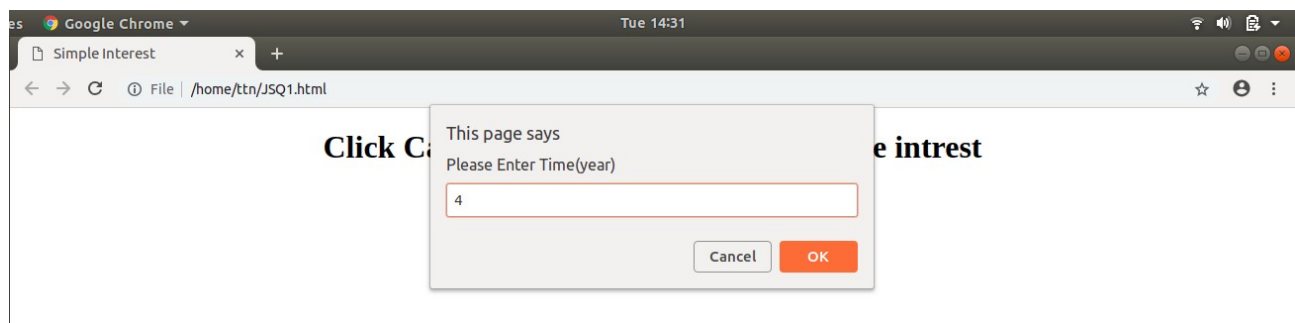 es Google Chrome Tue 14:31
Simple Interest × +
File | /home/ttn/JSQ1.html
This page says
Click C e intrest
Please Enter Time(year)
4
Cancel OK